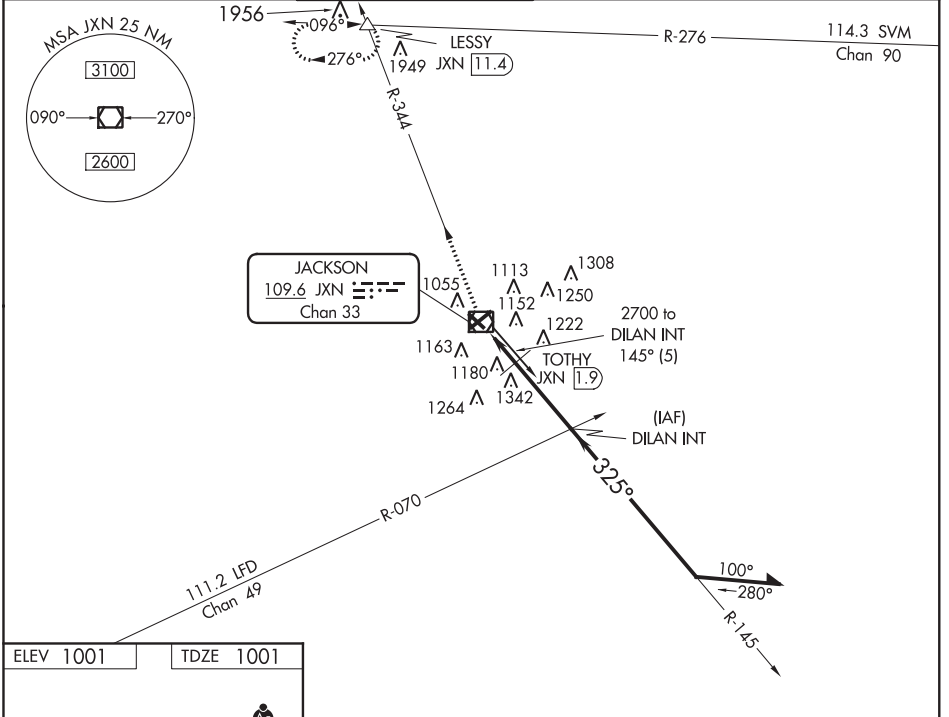 MSA JXN 25 NM
3100
090°
270°
2600
1956
096°
276°
1949
LESSY
JXN 11.4
R-276
114.3 SVM
Chan 90
R-344
JACKSON
109.6 JXN
Chan 33
1055
1113
1308
1250
1152
1222
1163
1180
1342
1264
TOTHY
JXN 1.9
2700 to
DILAN INT
145° (5)
(IAF)
DILAN INT
325°
R-070
111.2 LFD
Chan 49
100°
280°
R-145
ELEV 1001
TDZE 1001